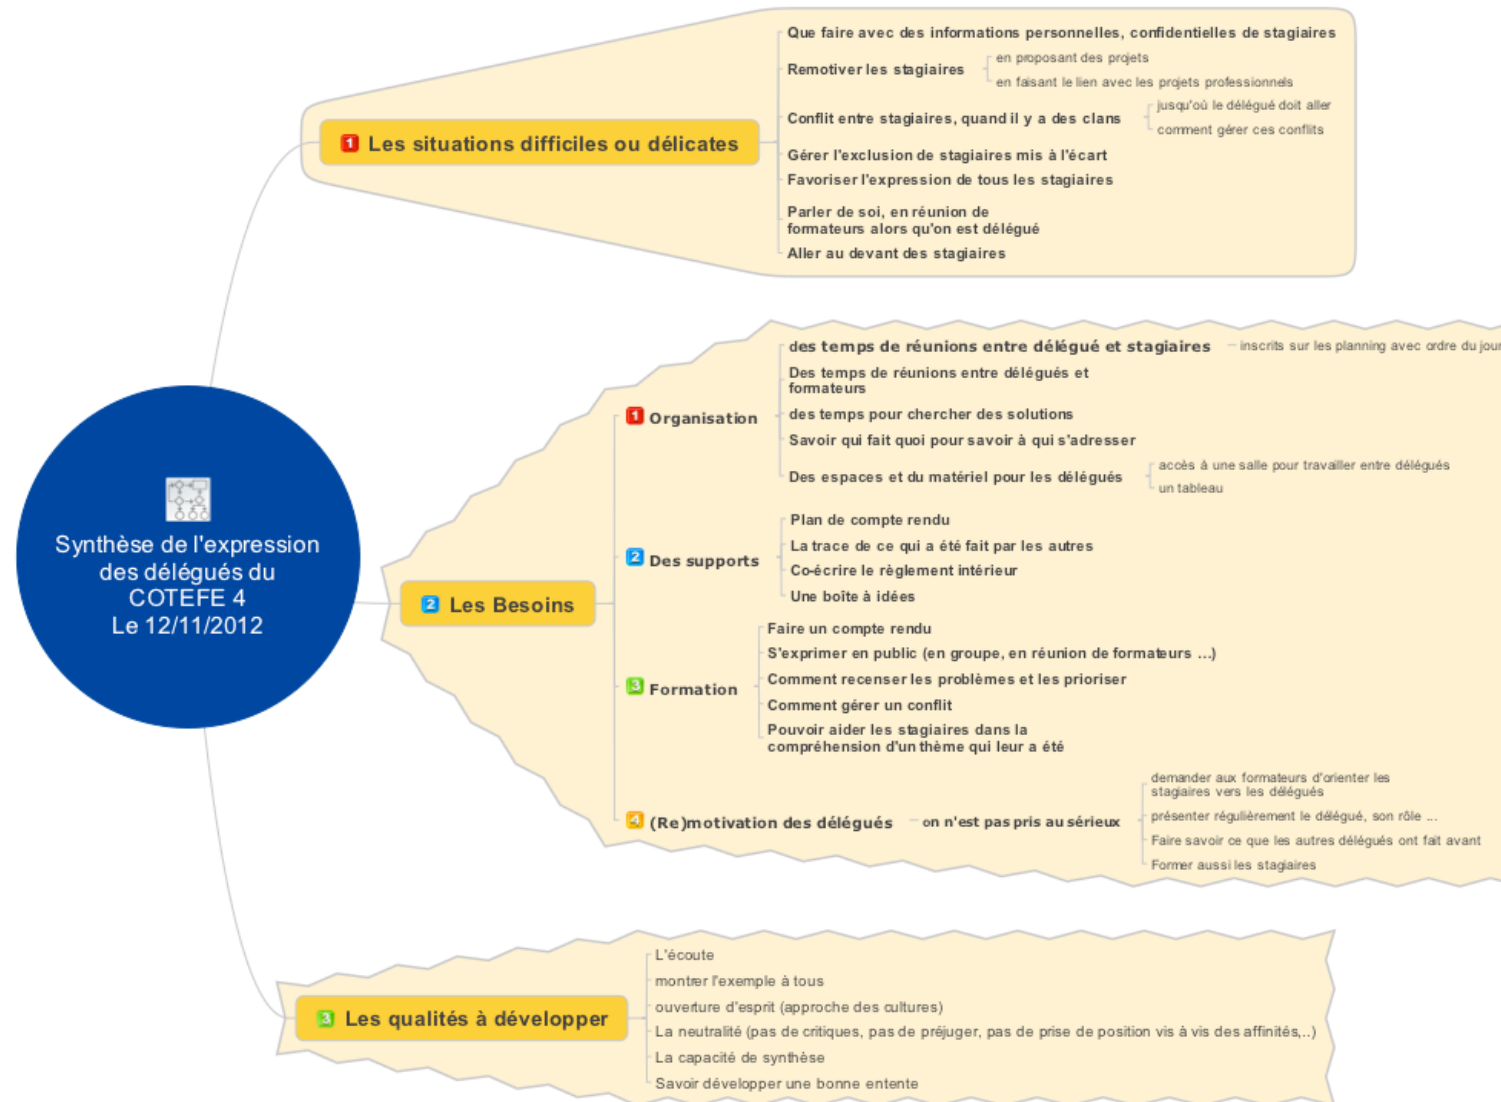 Synthèse de l'expression
des délégués du
COTEFE 4
Le 12/11/2012
1 Les situations difficiles ou délicates
Que faire avec des informations personnelles, confidentielles de stagiaires
Remotiver les stagiaires
en proposant des projets
en faisant le lien avec les projets professionnels
Conflit entre stagiaires, quand il y a des clans
jusqu'où le délégué doit aller
comment gérer ces conflits
Gérer l'exclusion de stagiaires mis à l'écart
Favoriser l'expression de tous les stagiaires
Parler de soi, en réunion de
formateurs alors qu'on est délégué
Aller au devant des stagiaires
2 Les Besoins
1 Organisation
des temps de réunions entre délégué et stagiaires
inscrits sur les planning avec ordre du jour
Des temps de réunions entre délégués et
formateurs
des temps pour chercher des solutions
Savoir qui fait quoi pour savoir à qui s'adresser
Des espaces et du matériel pour les délégués
accès à une salle pour travailler entre délégués
un tableau
2 Des supports
Plan de compte rendu
La trace de ce qui a été fait par les autres
Co-écrire le règlement intérieur
Une boîte à idées
3 Formation
Faire un compte rendu
S'exprimer en public (en groupe, en réunion de formateurs ...)
Comment recenser les problèmes et les prioriser
Comment gérer un conflit
Pouvoir aider les stagiaires dans la
compréhension d'un thème qui leur a été
4 (Re)motivation des délégués
on n'est pas pris au sérieux
demander aux formateurs d'orienter les
stagiaires vers les délégués
présenter régulièrement le délégué, son rôle ...
Faire savoir ce que les autres délégués ont fait avant
Former aussi les stagiaires
3 Les qualités à développer
L'écoute
montrer l'exemple à tous
ouverture d'esprit (approche des cultures)
La neutralité (pas de critiques, pas de préjuger, pas de prise de position vis à vis des affinités,..)
La capacité de synthèse
Savoir développer une bonne entente